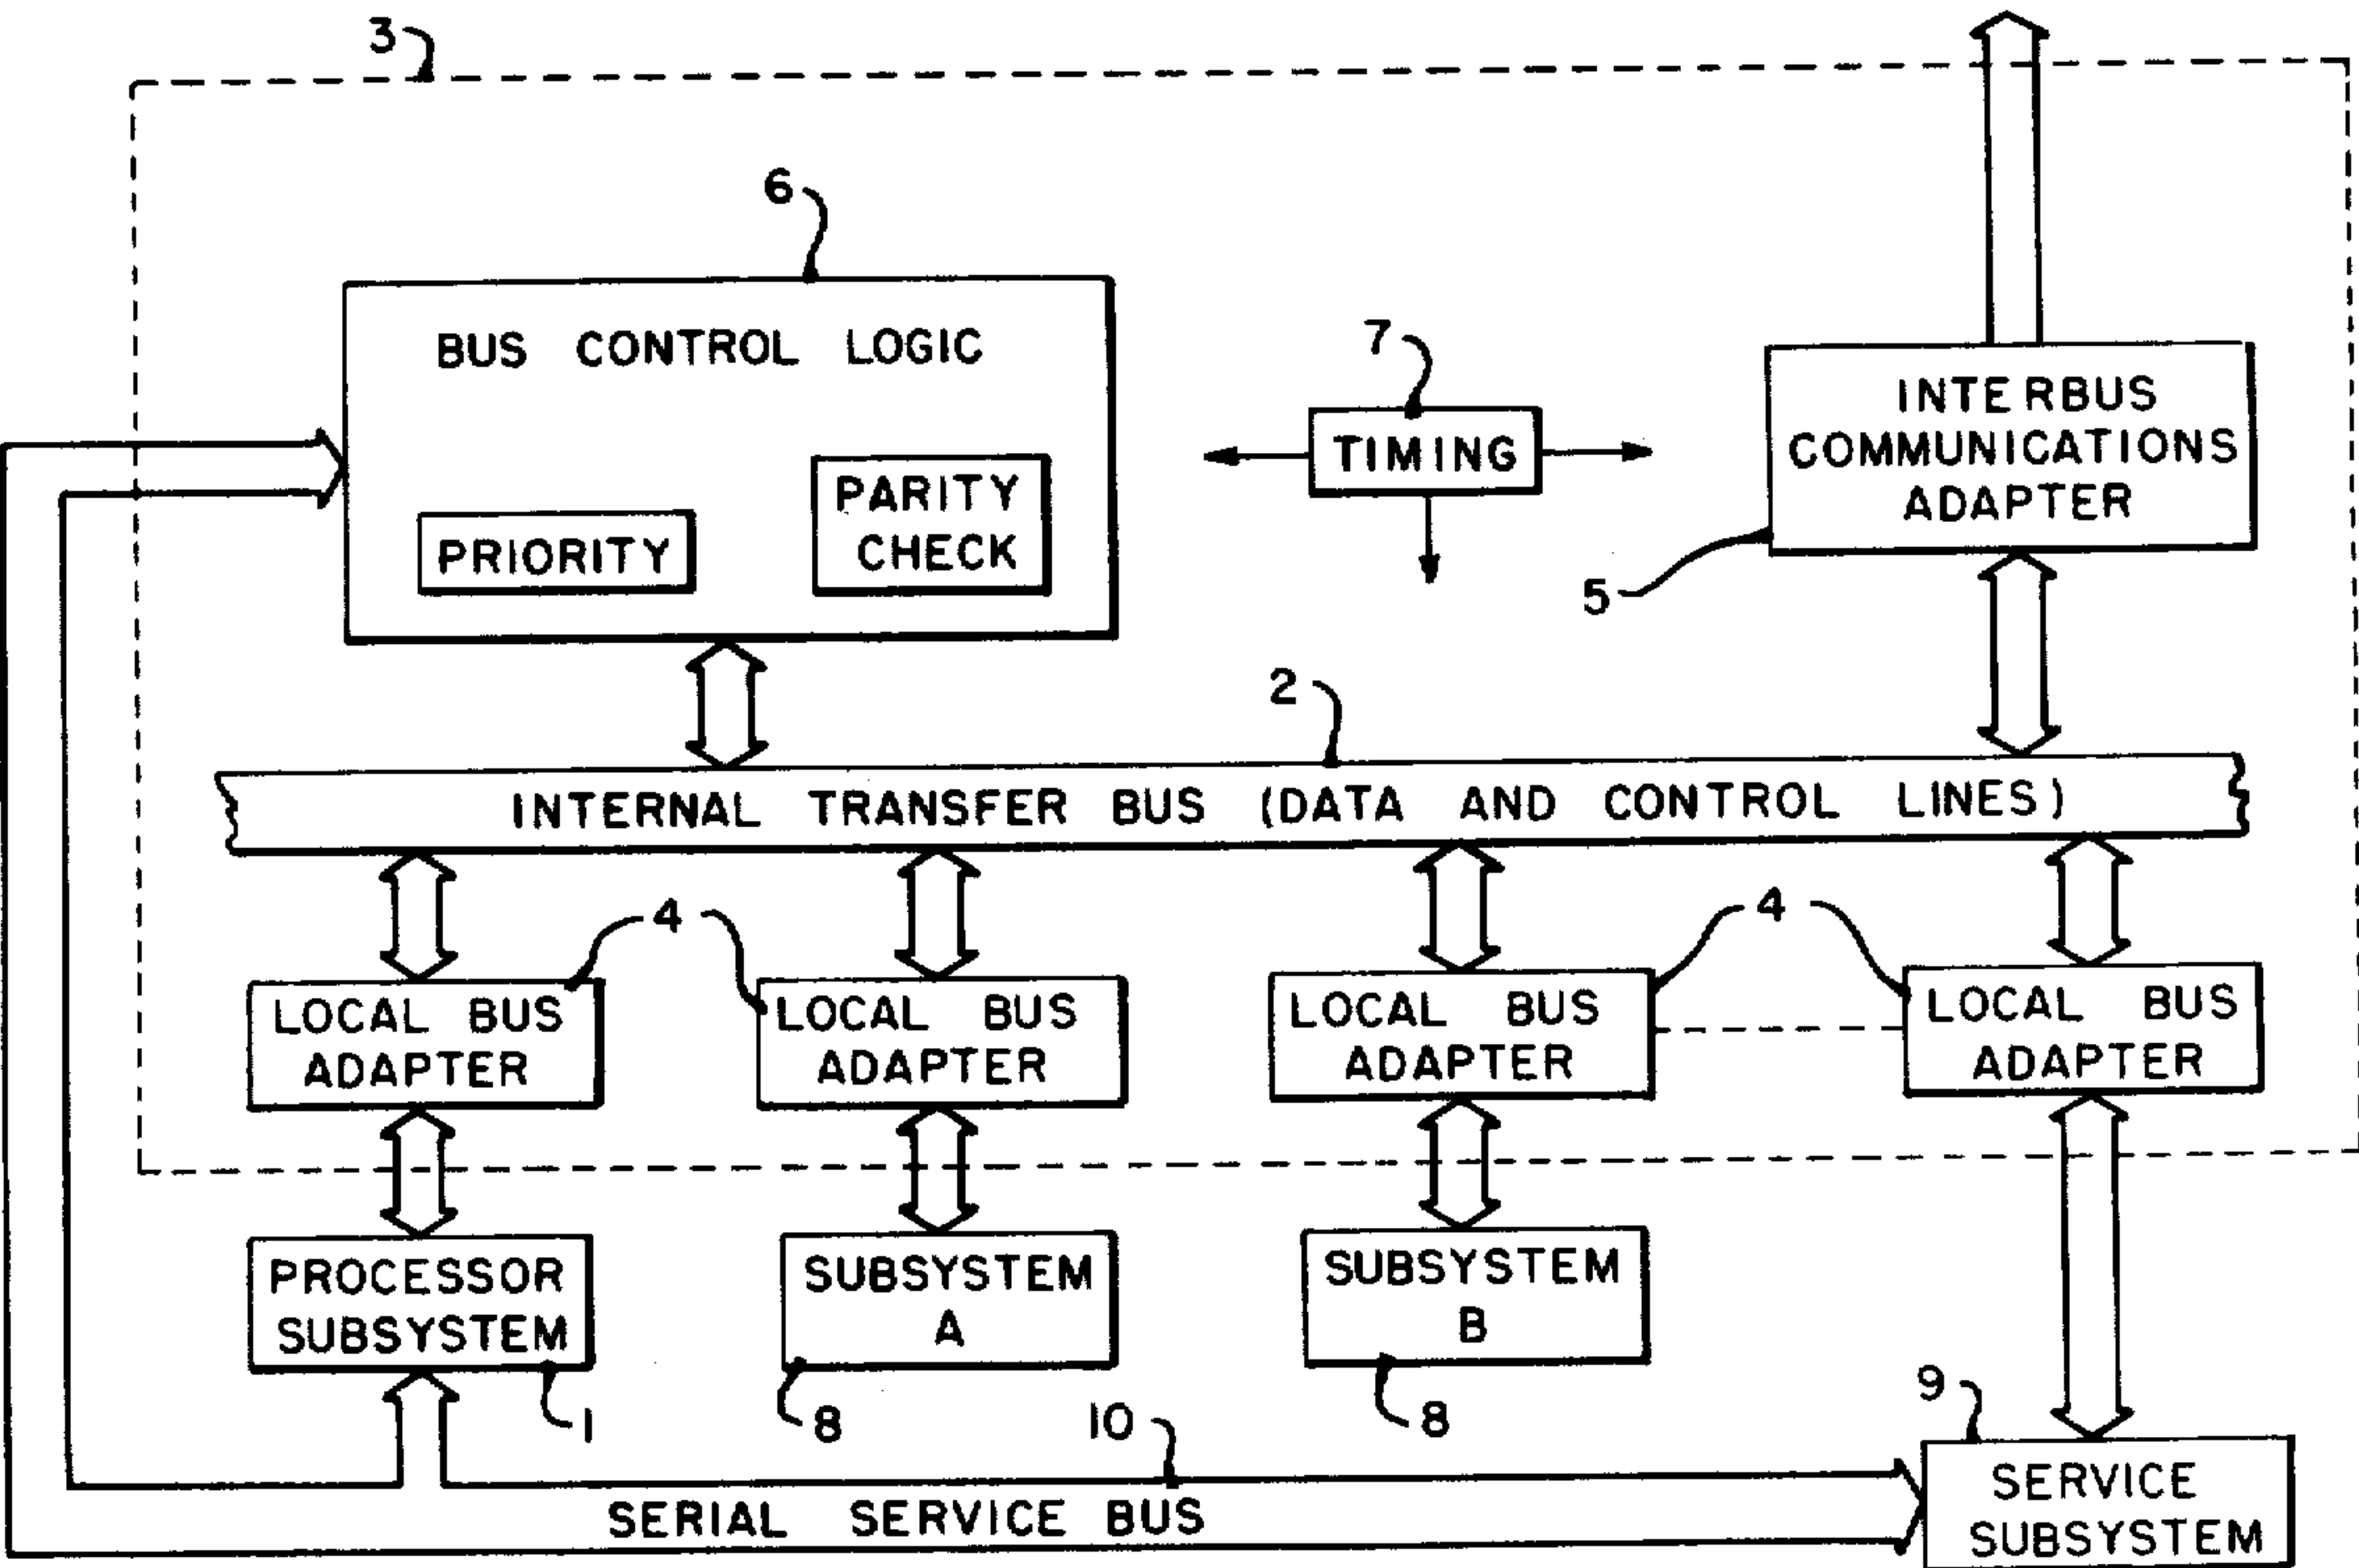 3
6
BUS CONTROL LOGIC
7
INTERBUS
COMMUNICATIONS
ADAPTER
TIMING
PARITY
CHECK
PRIORITY
5
2
INTERNAL TRANSFER BUS (DATA AND CONTROL LINES)
4
4
LOCAL BUS
ADAPTER
LOCAL BUS
ADAPTER
LOCAL BUS
ADAPTER
LOCAL BUS
ADAPTER
PROCESSOR
SUBSYSTEM
SUBSYSTEM
A
SUBSYSTEM
B
1
8
8
9
10
SERIAL SERVICE BUS
SERVICE
SUBSYSTEM